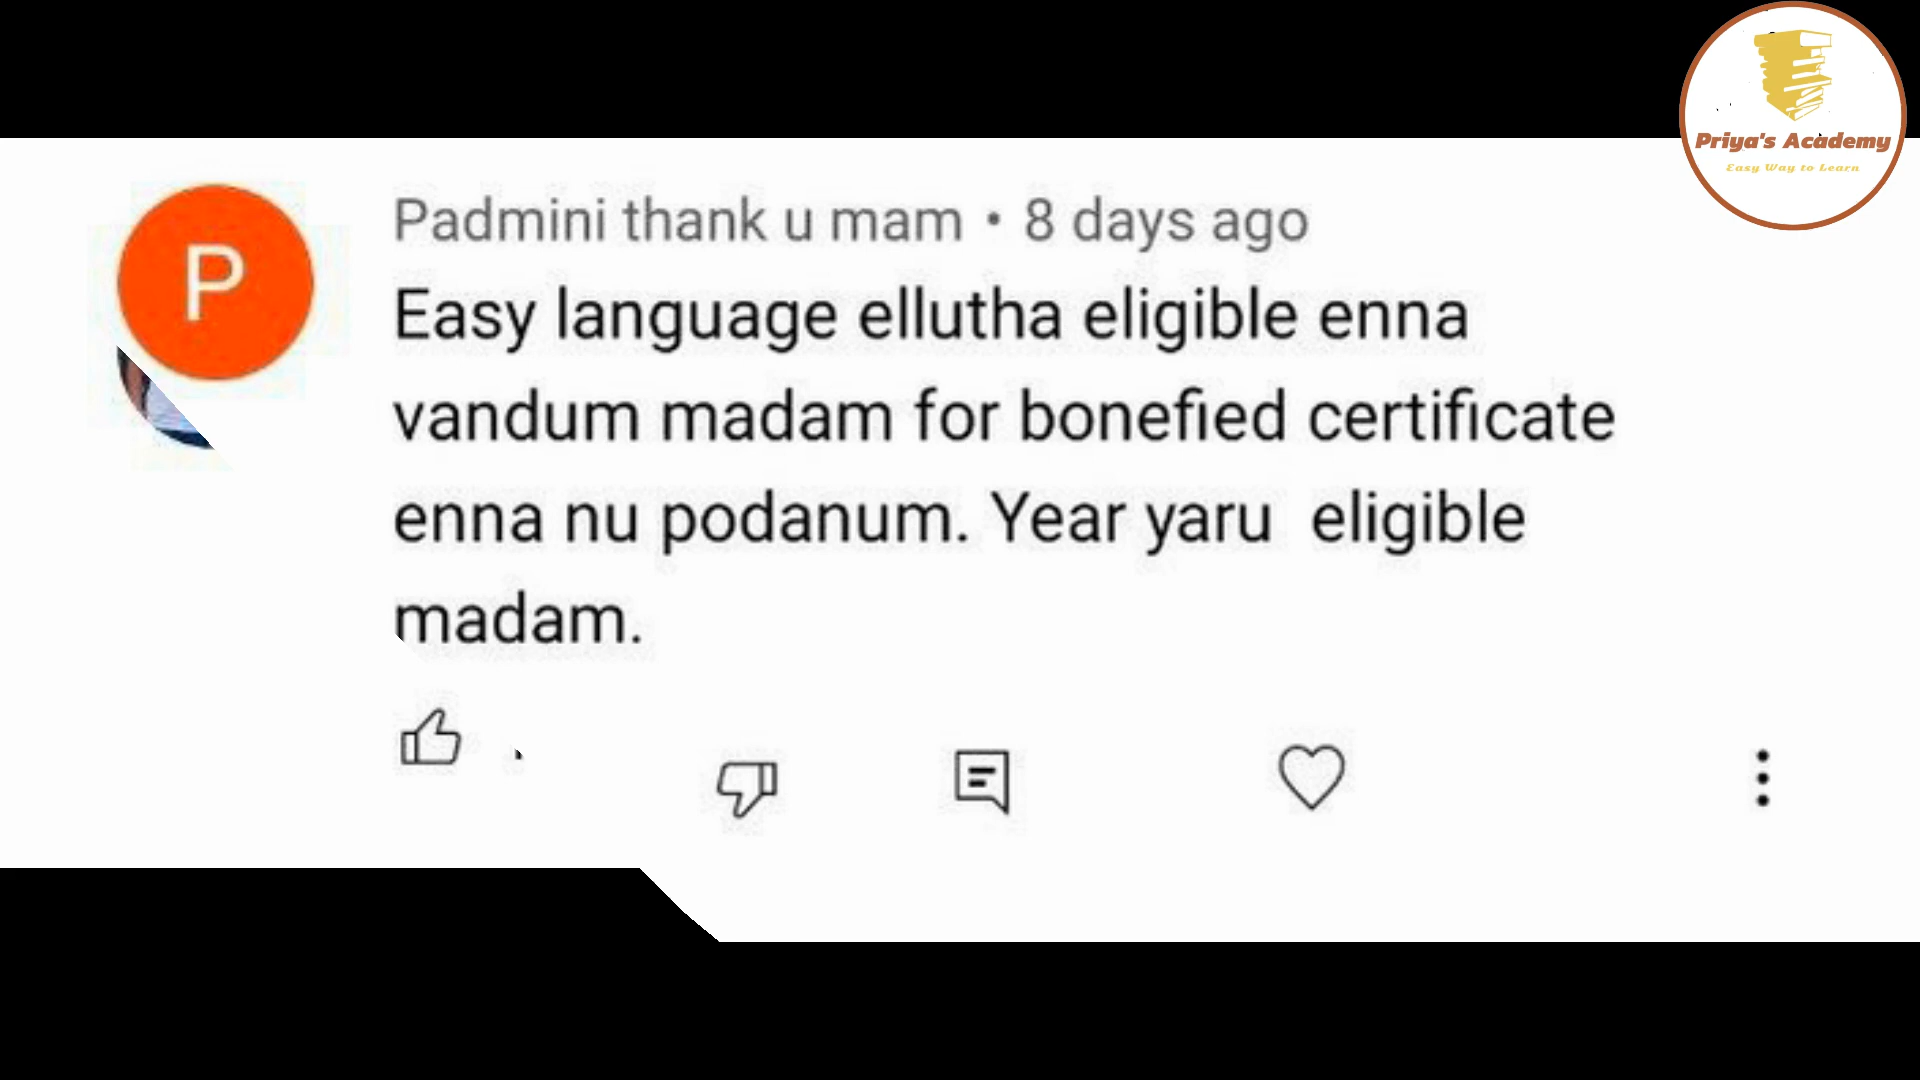 Priya's Academy
Easy Way to Learn
P
Padmini thank u mam • 8 days ago
Easy language ellutha eligible enna
vandum madam for bonefied certificate
enna nu podanum. Year yaru eligible
madam.